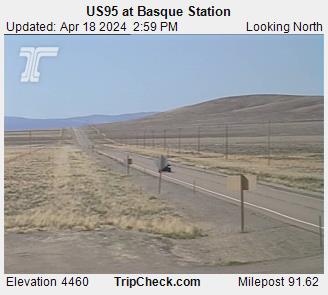 US95 at Basque Station
Updated: Apr 18 2024 2:59 PM Looking North
Elevation 4460 TripCheck.com Milepost 91.62